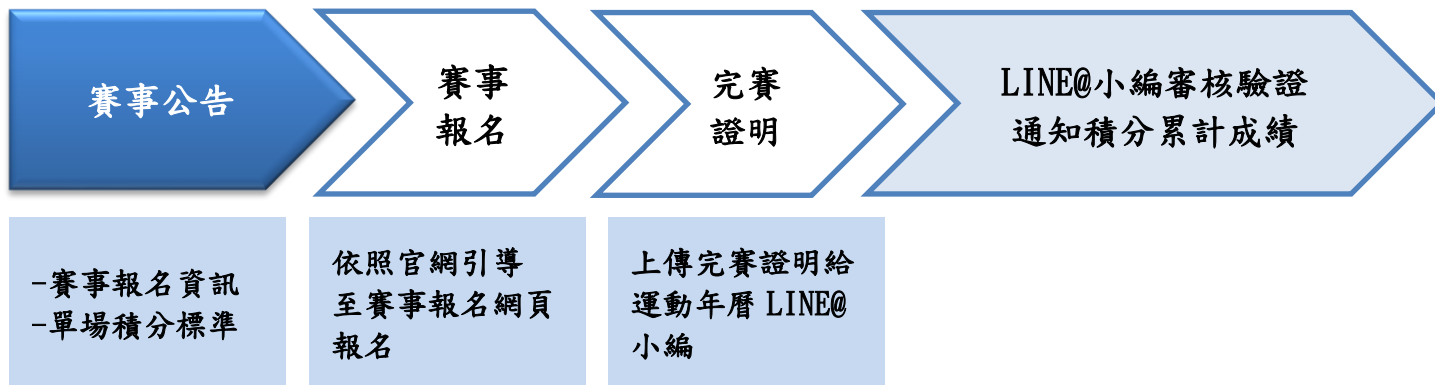 賽事公告
賽事
報名
完賽
證明
LINE@小編審核驗證
通知積分累計成績
-賽事報名資訊
-單場積分標準
依照官網引導
至賽事報名網頁
報名
上傳完賽證明給
運動年曆 LINE@
小編